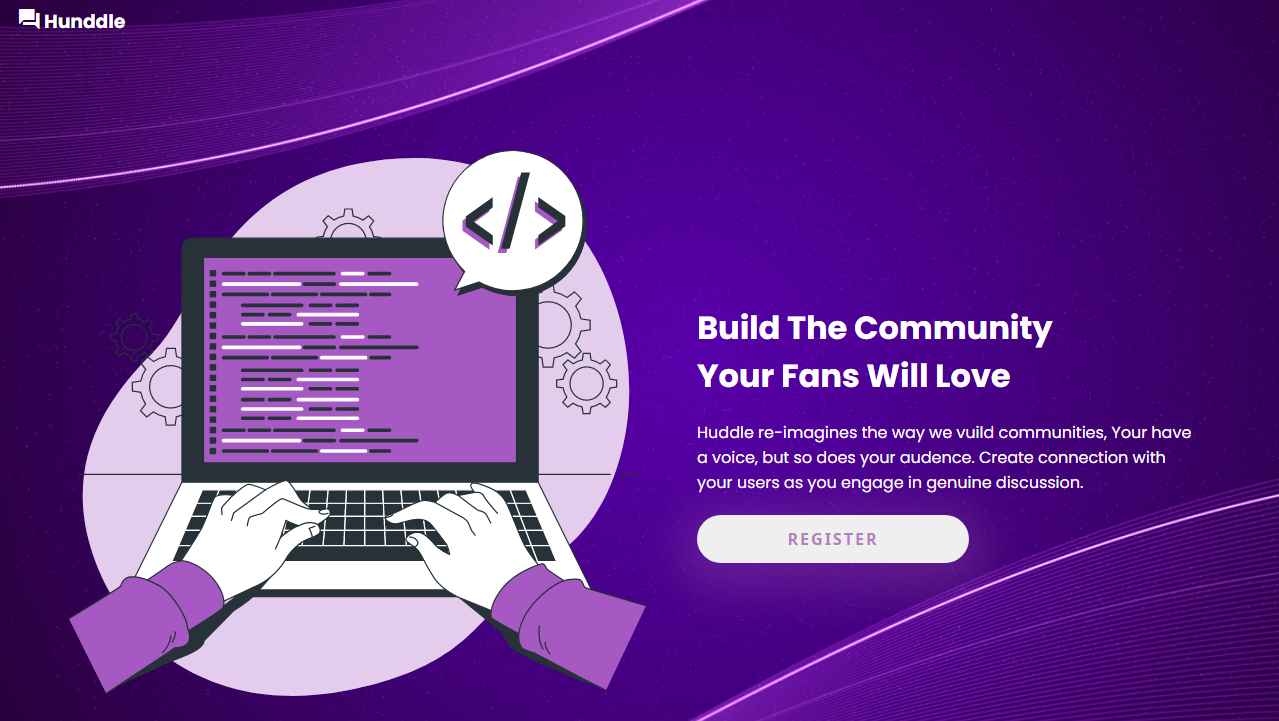 Hunddle
</>
Build The Community
Your Fans Will Love
Huddle re-imagines the way we vuild communities, Your have
a voice, but so does your audence. Create connection with
your users as you engage in genuine discussion.
REGISTER